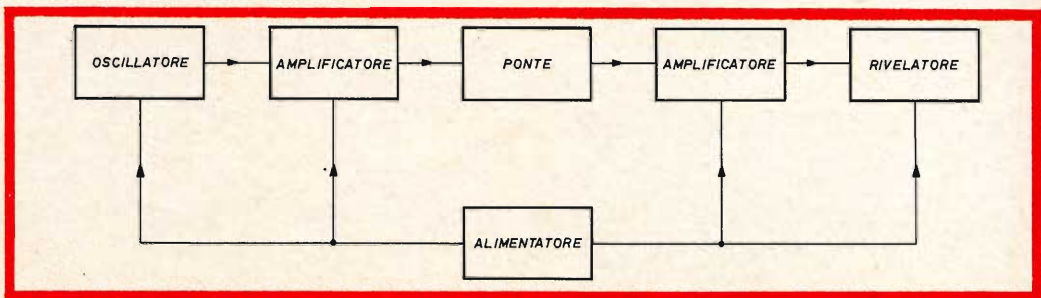 OSCILLATORE
AMPLIFICATORE
PONTE
AMPLIFICATORE
RIVELATORE
ALIMENTATORE